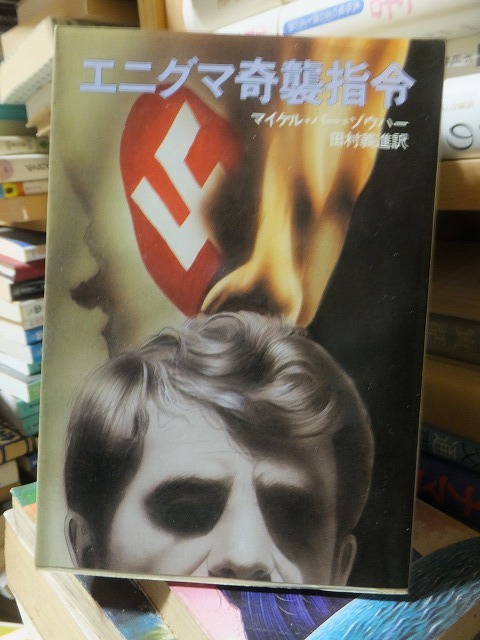 エニグマ奇襲指令
マイケル・バー=ゾウハー
田村義進訳
の